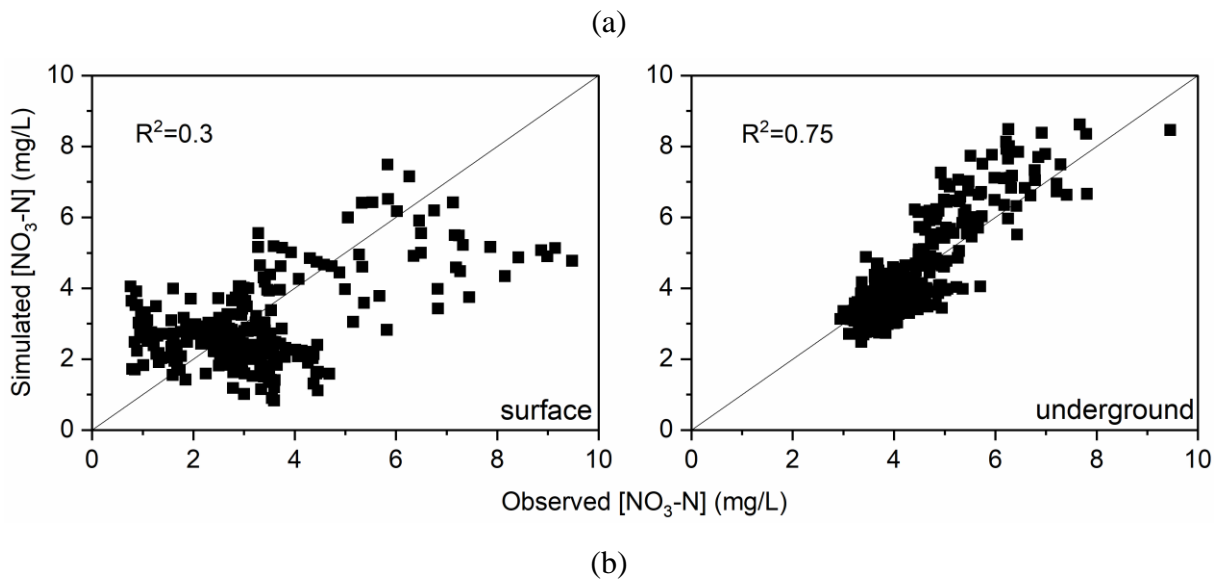 (a)
10
8
6
4
2
0
R²=0.3
surface
0 2 4 6 8 10
Simulated [NO₃-N] (mg/L)
10
8
6
4
2
0
R²=0.75
underground
0 2 4 6 8 10
Observed [NO₃-N] (mg/L)
(b)